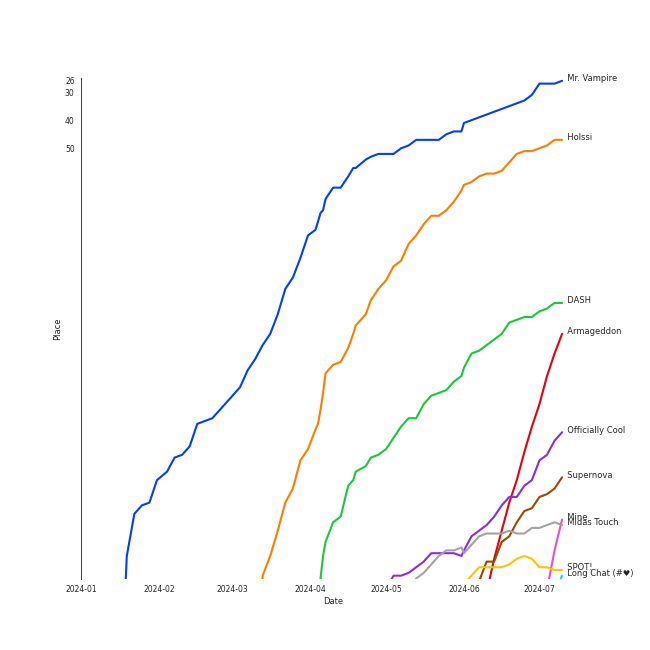 26
30
40
50
Place
Mr. Vampire
Holssi
DASH
Armageddon
Officially Cool
Supernova
Mine
Midas Touch
SPOT!
Long Chat (#♥)
2024-01 2024-02 2024-03 2024-04 2024-05 2024-06 2024-07
Date